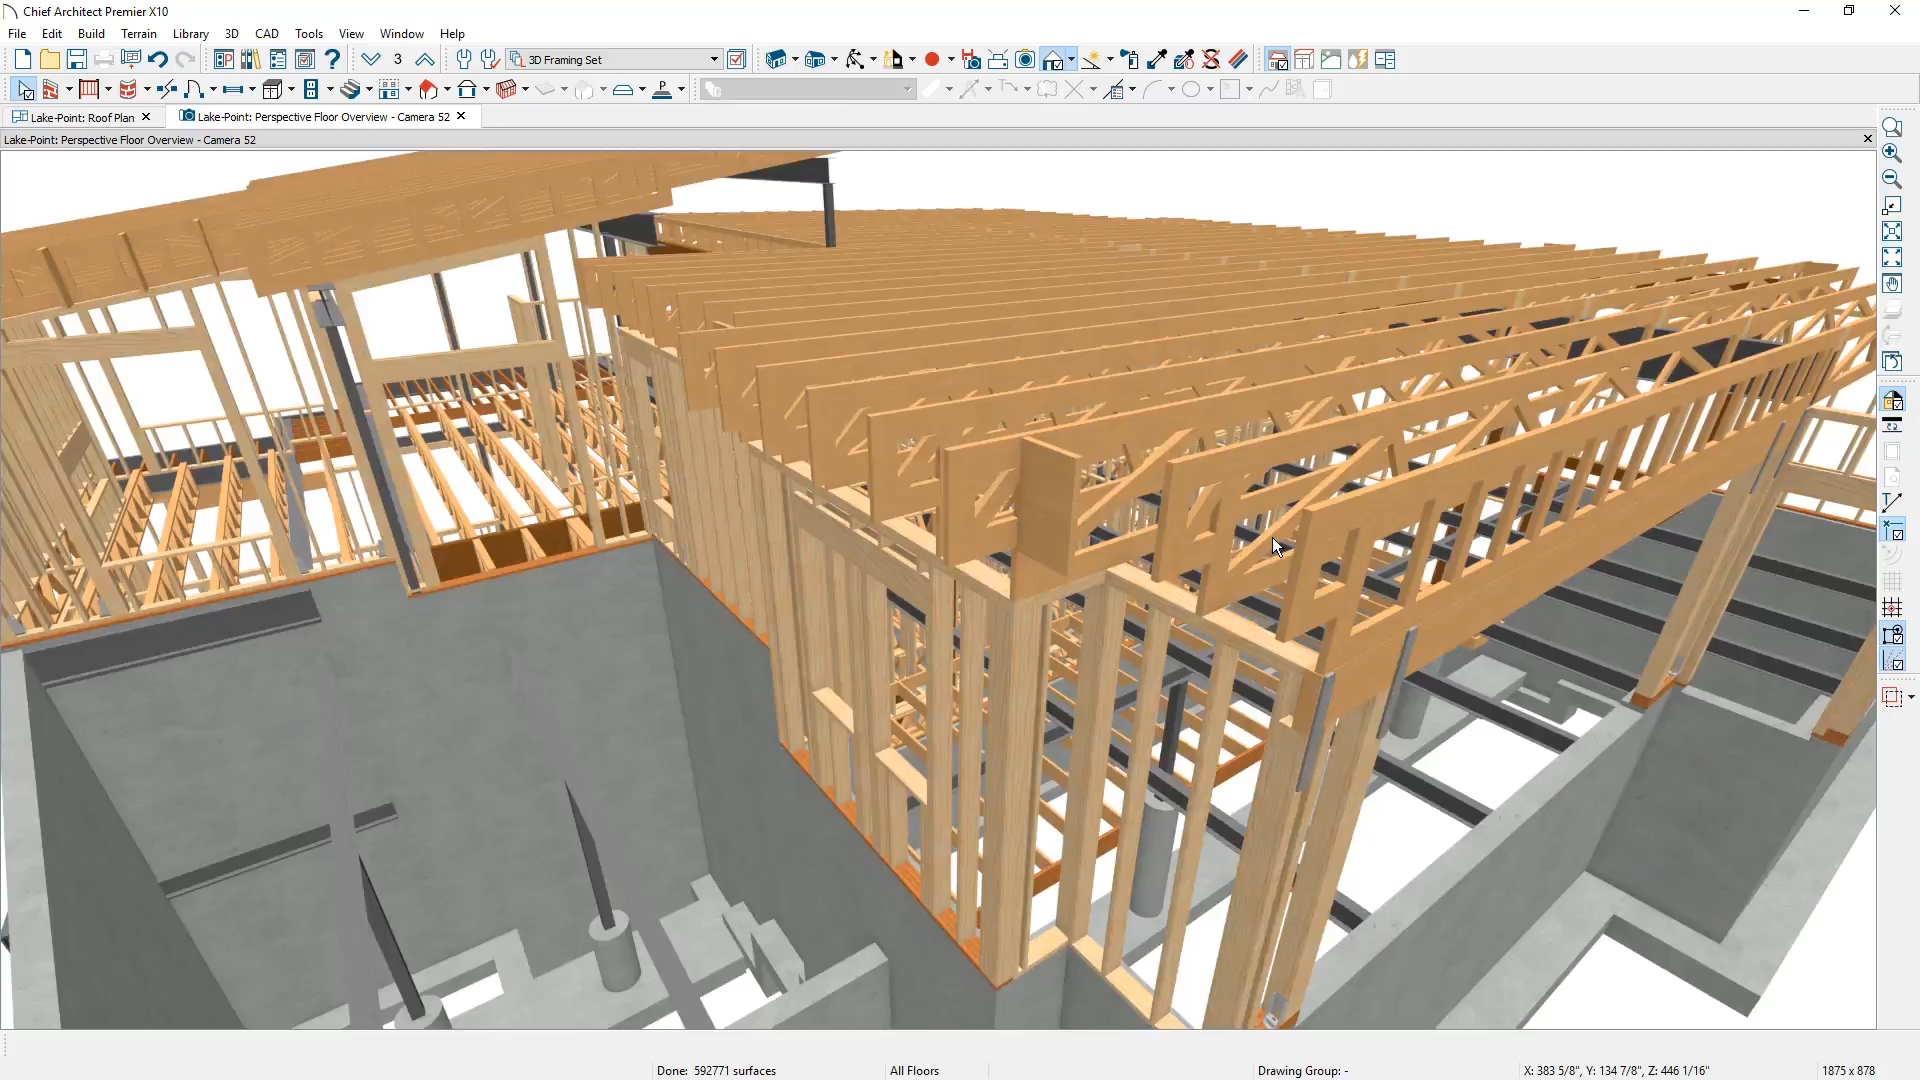 Chief Architect Premier X10
File Edit Build Terrain Library 3D CAD Tools View Window Help
3 3D Framing Set
P
Lake-Point: Roof Plan Lake-Point: Perspective Floor Overview - Camera 52
Lake-Point: Perspective Floor Overview - Camera 52
Done: 592771 surfaces All Floors Drawing Group: - X: 383 5/8", Y: 134 7/8", Z: 446 1/16" 1875 x 878